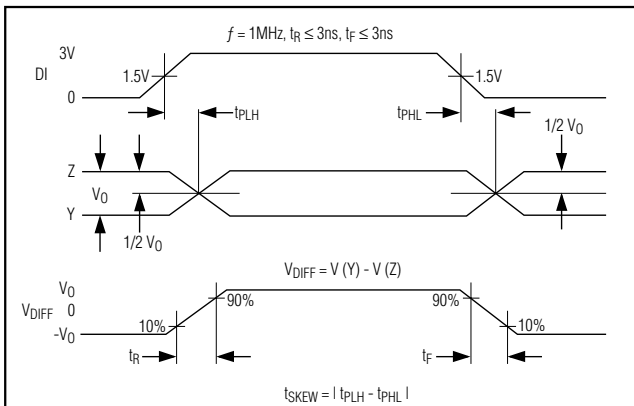 ƒ = 1MHz, tR ≤ 3ns, tF ≤ 3ns
3V
DI
1.5V
1.5V
0
tPLH
tPHL
1/2 VO
Z
VO
Y
1/2 VO
VDIFF = V (Y) - V (Z)
VO
VDIFF 0
-VO
90%
90%
10%
10%
tR
tF
tSKEW = | tPLH - tPHL |